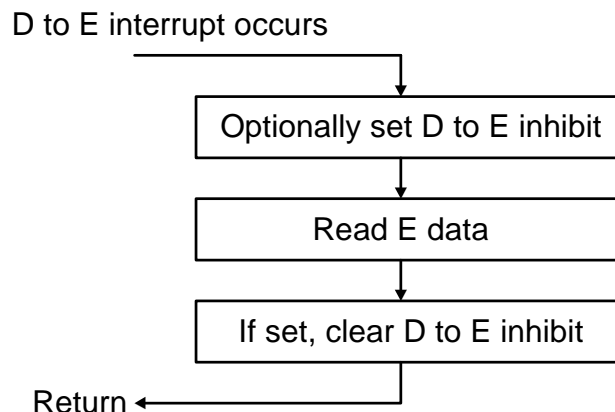 D to E interrupt occurs
Optionally set D to E inhibit
Read E data
If set, clear D to E inhibit
Return